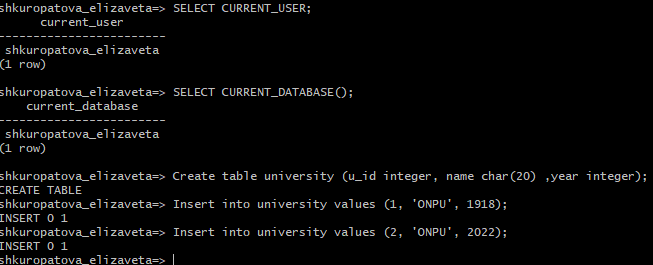 shkuropatova_elizaveta=> SELECT CURRENT_USER;
current_user
------------------------
shkuropatova_elizaveta
(1 row)
shkuropatova_elizaveta=> SELECT CURRENT_DATABASE();
current_database
------------------------
shkuropatova_elizaveta
(1 row)
shkuropatova_elizaveta=> Create table university (u_id integer, name char(20) ,year integer);
CREATE TABLE
shkuropatova_elizaveta=> Insert into university values (1, 'ONPU', 1918);
INSERT 0 1
shkuropatova_elizaveta=> Insert into university values (2, 'ONPU', 2022);
INSERT 0 1
shkuropatova_elizaveta=>